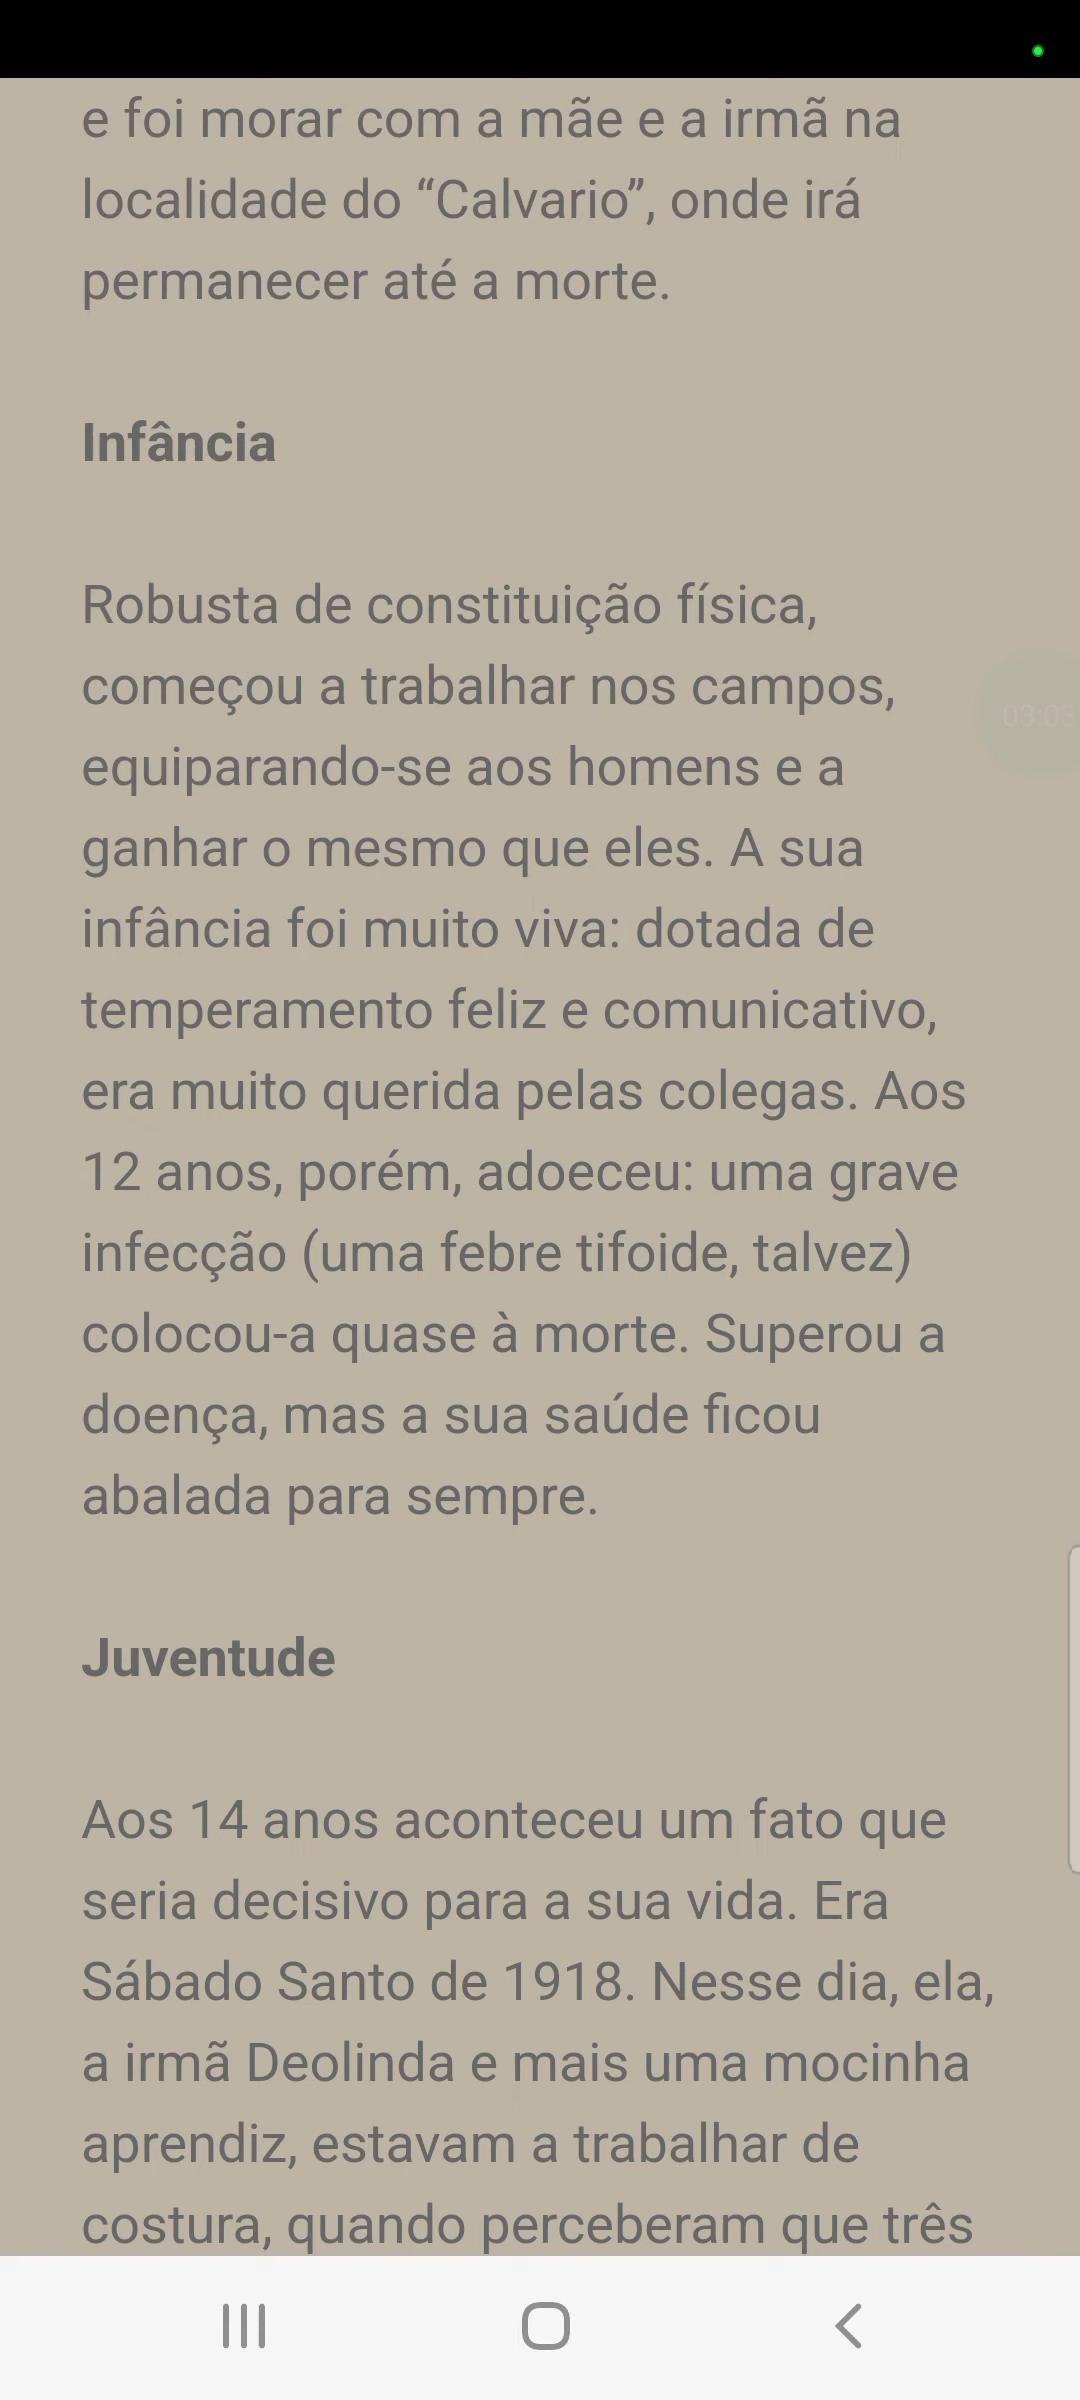 e foi morar com a mãe e a irmã na
localidade do “Calvario”, onde irá
permanecer até a morte.
Infância
Robusta de constituição física,
começou a trabalhar nos campos,
03:03
equiparando-se aos homens e a
ganhar o mesmo que eles. A sua
infância foi muito viva: dotada de
temperamento feliz e comunicativo,
era muito querida pelas colegas. Aos
12 anos, porém, adoeceu: uma grave
infecção (uma febre tifoide, talvez)
colocou-a quase à morte. Superou a
doença, mas a sua saúde ficou
abalada para sempre.
Juventude
Aos 14 anos aconteceu um fato que
seria decisivo para a sua vida. Era
Sábado Santo de 1918. Nesse dia, ela,
a irmã Deolinda e mais uma mocinha
aprendiz, estavam a trabalhar de
costura, quando perceberam que três